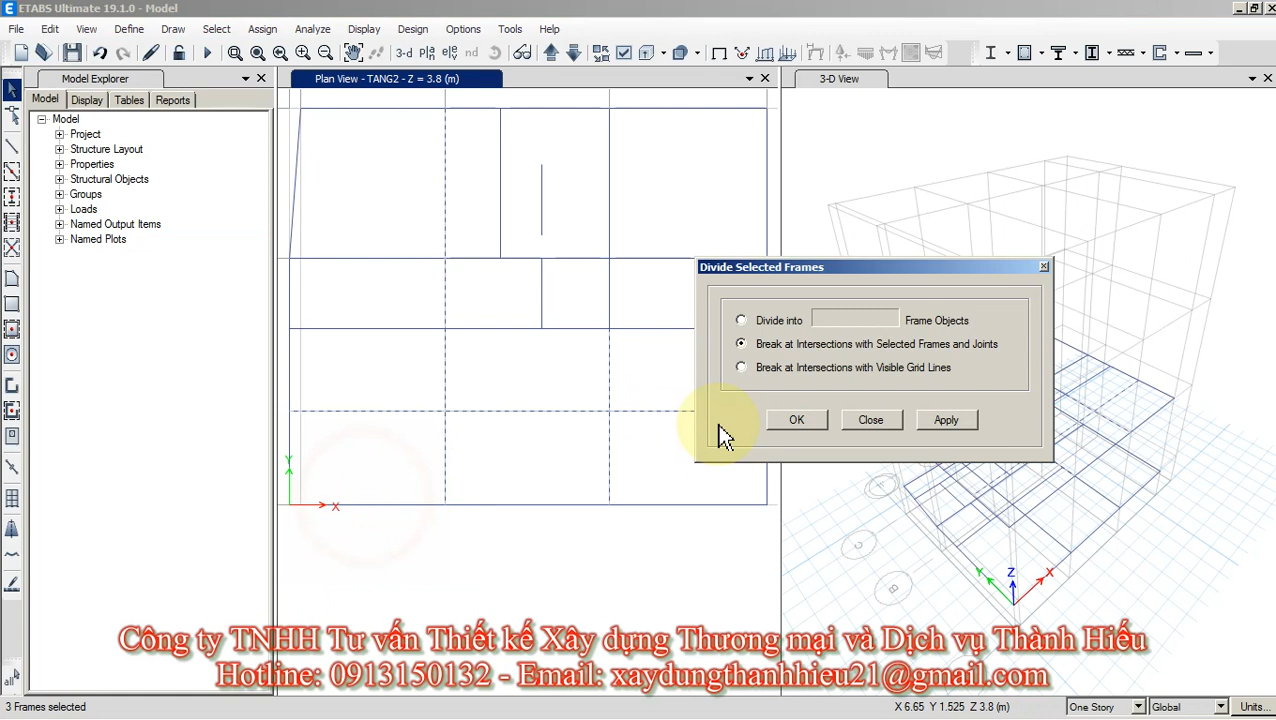 ETABS Ultimate 19.1.0 - Model
File Edit View Define Draw Select Assign Analyze Display Design Options Tools Help
3-d
Model Explorer
Plan View - TANG2 - Z = 3.8 (m)
3-D View
Model Display Tables Reports
Model
Project
Structure Layout
Properties
Structural Objects
Groups
Loads
Named Output Items
Named Plots
Divide Selected Frames
Divide into Frame Objects
Break at Intersections with Selected Frames and Joints
Break at Intersections with Visible Grid Lines
OK Close Apply
Y
X
C
B
Y Z X
Công ty TNHH Tư vấn Thiết kế Xây dựng Thương mại và Dịch vụ Thành Hiếu
Hotline: 0913150132 - Email: xaydungthanhhieu21@gmail.com
3 Frames selected
X 6.65 Y 1.525 Z 3.8 (m)
One Story
Global
Units...